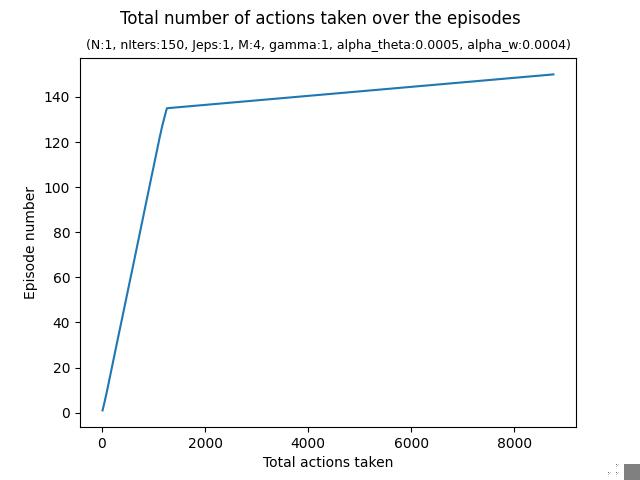 Total number of actions taken over the episodes
(N:1, nIters:150, Jeps:1, M:4, gamma:1, alpha_theta:0.0005, alpha_w:0.0004)
140
120
100
80
60
40
20
0
Episode number
0 2000 4000 6000 8000
Total actions taken